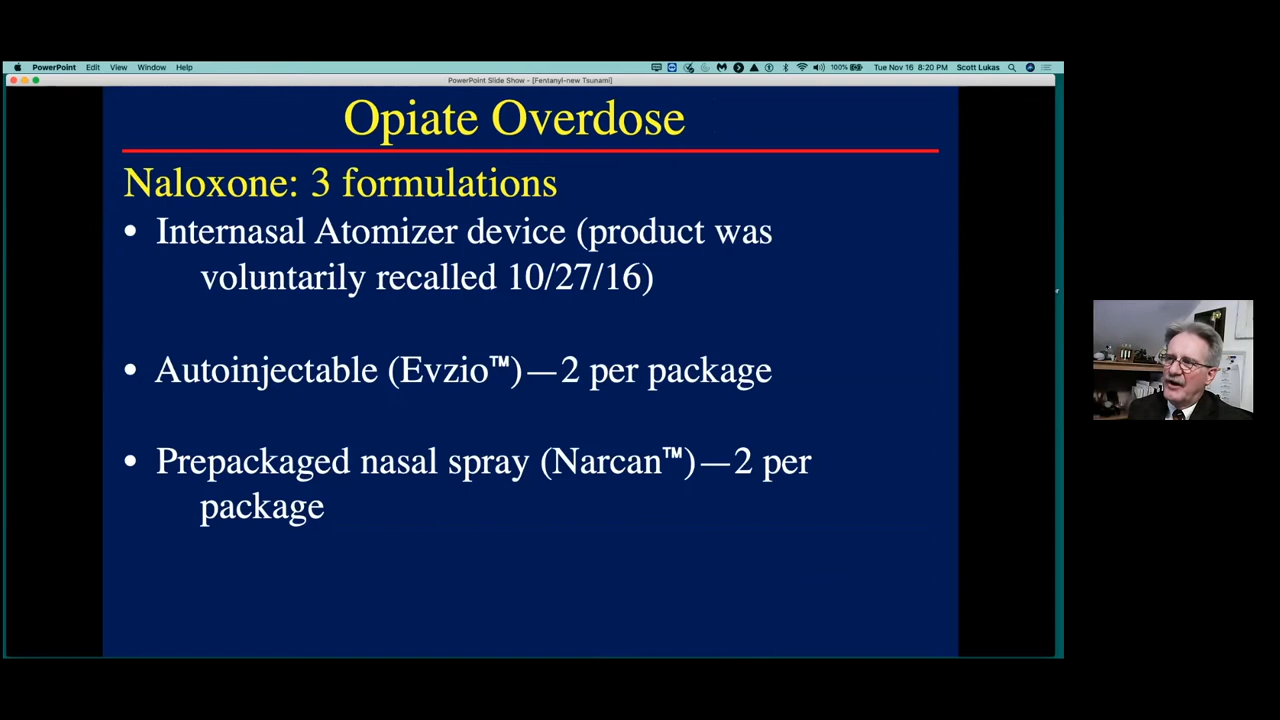 PowerPoint Edit View Window Help 100% Tue Nov 16 8:20 PM Scott Lukas
PowerPoint Slide Show - [Fentanyl-new Tsunami]
Opiate Overdose
Naloxone: 3 formulations
• Internasal Atomizer device (product was
voluntarily recalled 10/27/16)
• Autoinjectable (Evzio™)—2 per package
• Prepackaged nasal spray (Narcan™)—2 per
package